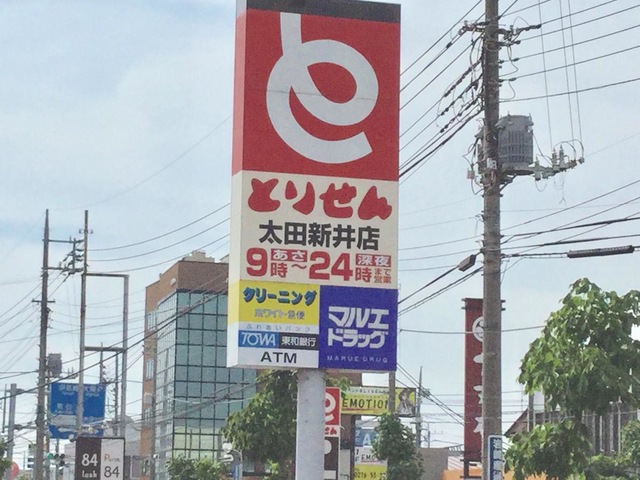 とりせん
太田新井店
あさ 深夜
9時~24時まで営業
クリーニング
ホワイト急便
ふれあいバンク
TOWA 東和銀行
ATM
マルエ
ドラッグ
MARUE DRUG
EMOTION
84
lash
84